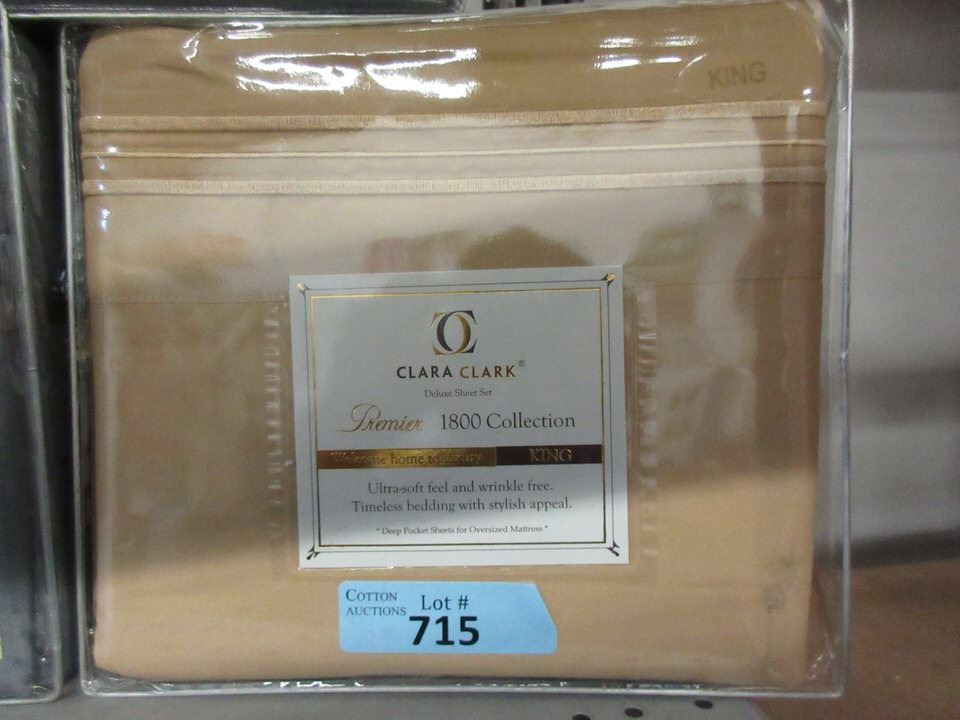 KING
CLARA CLARK®
Deluxe Sheet Set
Premier 1800 Collection
Welcome home to luxury KING
Ultra-soft feel and wrinkle free.
Timeless bedding with stylish appeal.
* Deep Pocket Sheets for Oversized Mattress *
COTTON AUCTIONS
Lot #
715